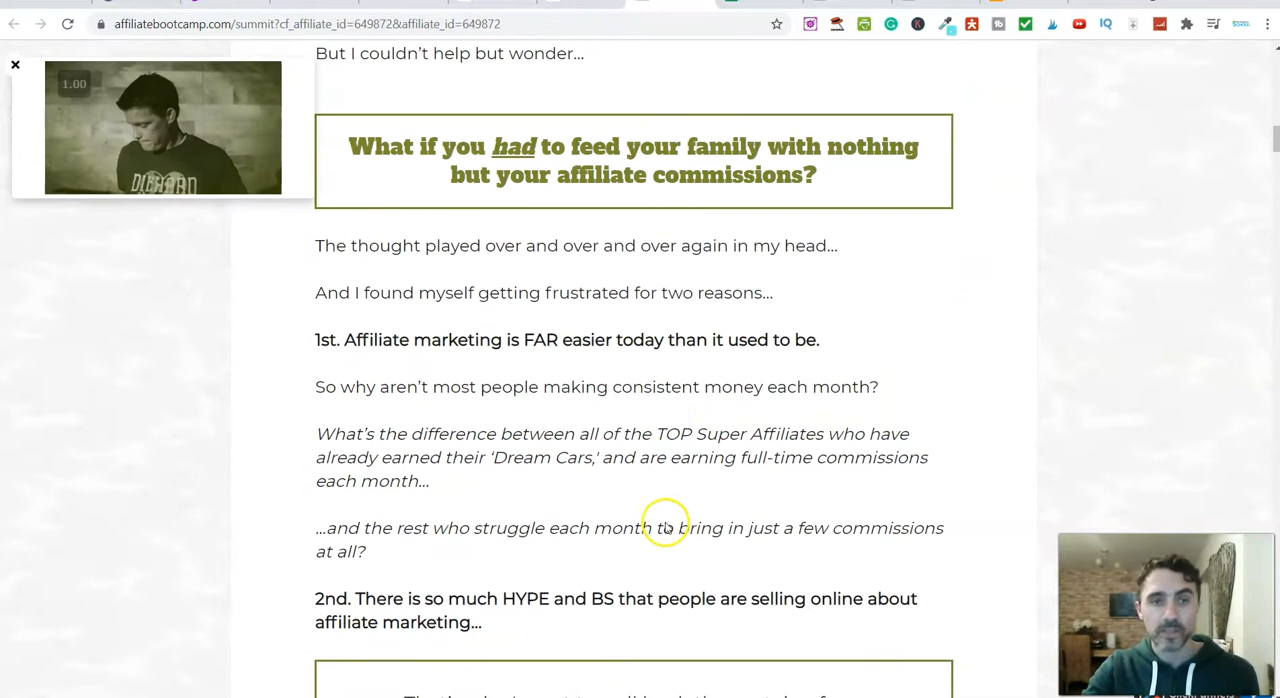 affiliatebootcamp.com/summit?cf_affiliate_id=649872&affiliate_id=649872
But I couldn't help but wonder...
1.00
DIEHARD
What if you had to feed your family with nothing
but your affiliate commissions?
The thought played over and over and over again in my head...
And I found myself getting frustrated for two reasons...
1st. Affiliate marketing is FAR easier today than it used to be.
So why aren't most people making consistent money each month?
What's the difference between all of the TOP Super Affiliates who have
already earned their 'Dream Cars,' and are earning full-time commissions
each month...
...and the rest who struggle each month to bring in just a few commissions
at all?
2nd. There is so much HYPE and BS that people are selling online about
affiliate marketing...